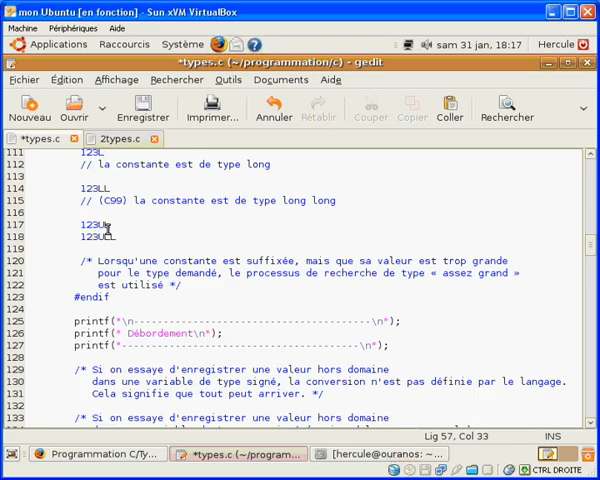 mon Ubuntu [en fonction] - Sun xVM VirtualBox
Machine Périphériques Aide
Applications Raccourcis Système sam 31 jan, 18:17 Hercule
*types.c (~/programmation/c) - gedit
Fichier Édition Affichage Rechercher Outils Documents Aide
Nouveau Ouvrir Enregistrer Imprimer... Annuler Rétablir Couper Copier Coller Rechercher
*types.c 2types.c
111 123L
112 // la constante est de type long
113
114 123LL
115 // (C99) la constante est de type long long
116
117 123UL
118 123ULL
119
120 /* Lorsqu'une constante est suffixée, mais que sa valeur est trop grande
121 pour le type demandé, le processus de recherche de type « assez grand »
122 est utilisé */
123 #endif
124
125 printf("\n---------------------------------------\n");
126 printf(" Débordement\n");
127 printf("---------------------------------------\n");
128
129 /* Si on essaye d'enregistrer une valeur hors domaine
130 dans une variable de type signé, la conversion n'est pas définie par le langage.
131 Cela signifie que tout peut arriver. */
132
133 /* Si on essaye d'enregistrer une valeur hors domaine
Lig 57, Col 33 INS
Programmation C/Ty... *types.c (~/program... [hercule@ouranos: ~...
CTRL DROITE